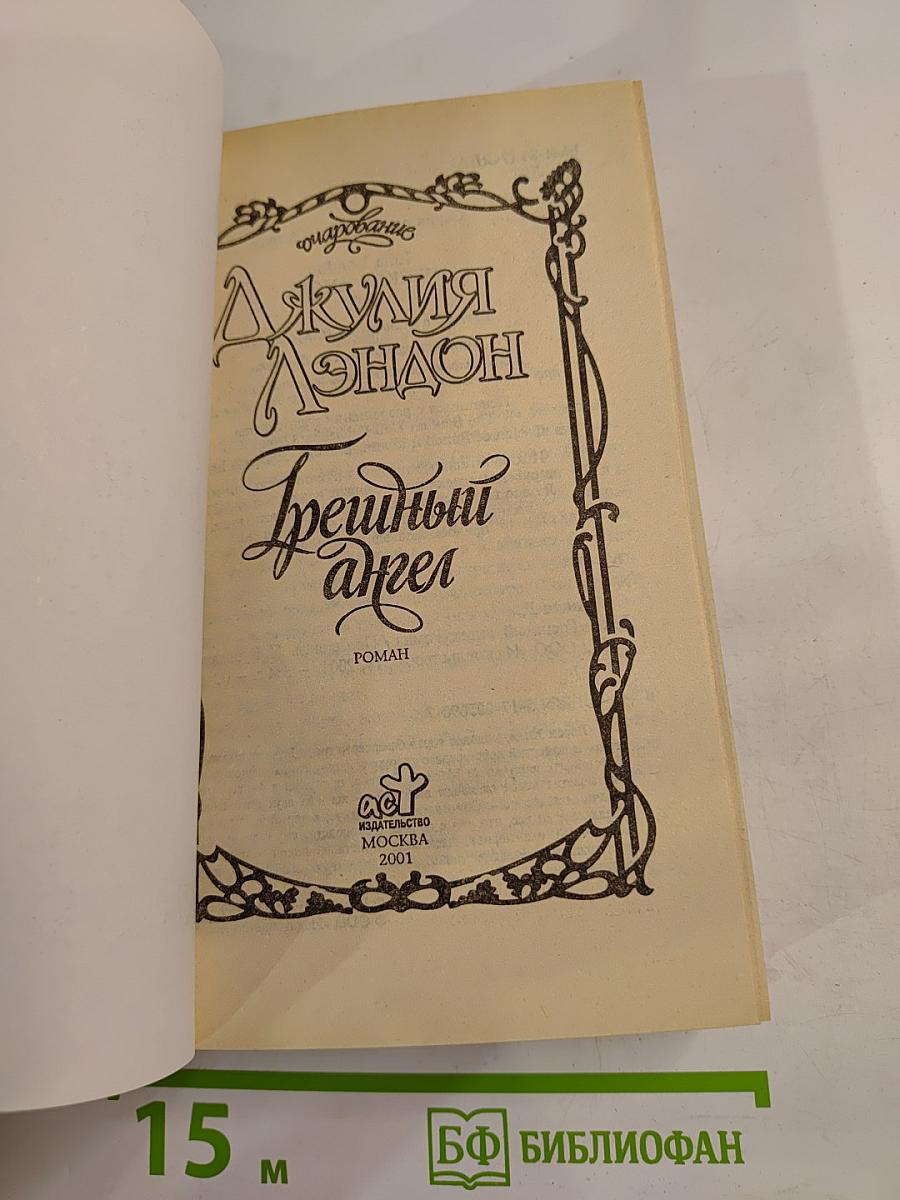 очарование
ДЖУЛИЯ
ЛЭНДОН
Грешный
ангел
РОМАН
аст
ИЗДАТЕЛЬСТВО
МОСКВА
2001
15 м
БФ БИБЛИОФАН